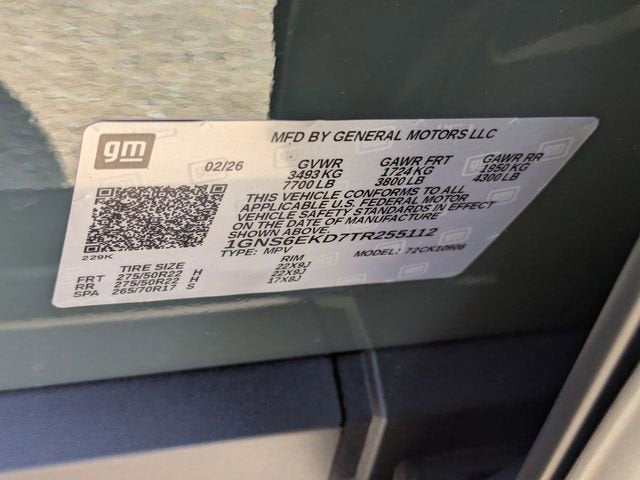 gm
MFD BY GENERAL MOTORS LLC
02/26 GVWR GAWR FRT GAWR RR
3493 KG 1724 KG 1950 KG
7700 LB 3800 LB 4300 LB
THIS VEHICLE CONFORMS TO ALL
APPLICABLE U.S. FEDERAL MOTOR
VEHICLE SAFETY STANDARDS IN EFFECT
ON THE DATE OF MANUFACTURE
SHOWN ABOVE.
1GNS6EKD7TR255112
229K
TYPE: MPV MODEL: 72CK10906
TIRE SIZE RIM
FRT 275/50R22 H 22X9J
RR 275/50R22 H 22X9J
SPA 265/70R17 S 17X8J